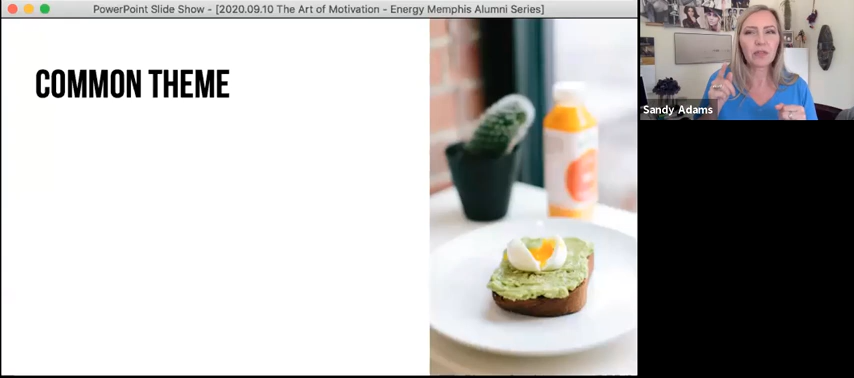 PowerPoint Slide Show - [2020.09.10 The Art of Motivation - Energy Memphis Alumni Series]
COMMON THEME
Sandy Adams